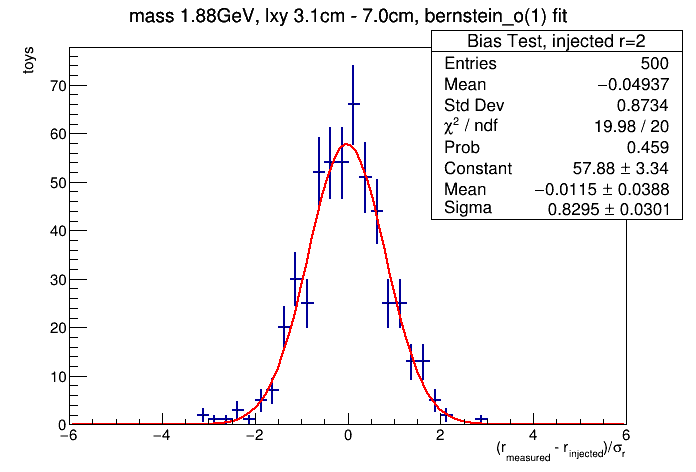 mass 1.88GeV, lxy 3.1cm - 7.0cm, bernstein_o(1) fit
toys
Bias Test, injected r=2
Entries 500
Mean −0.04937
Std Dev 0.8734
χ² / ndf 19.98 / 20
Prob 0.459
Constant 57.88 ± 3.34
Mean −0.0115 ± 0.0388
Sigma 0.8295 ± 0.0301
70
60
50
40
30
20
10
0
−6 −4 −2 0 2 4 6
(r_measured - r_injected)/σ_r